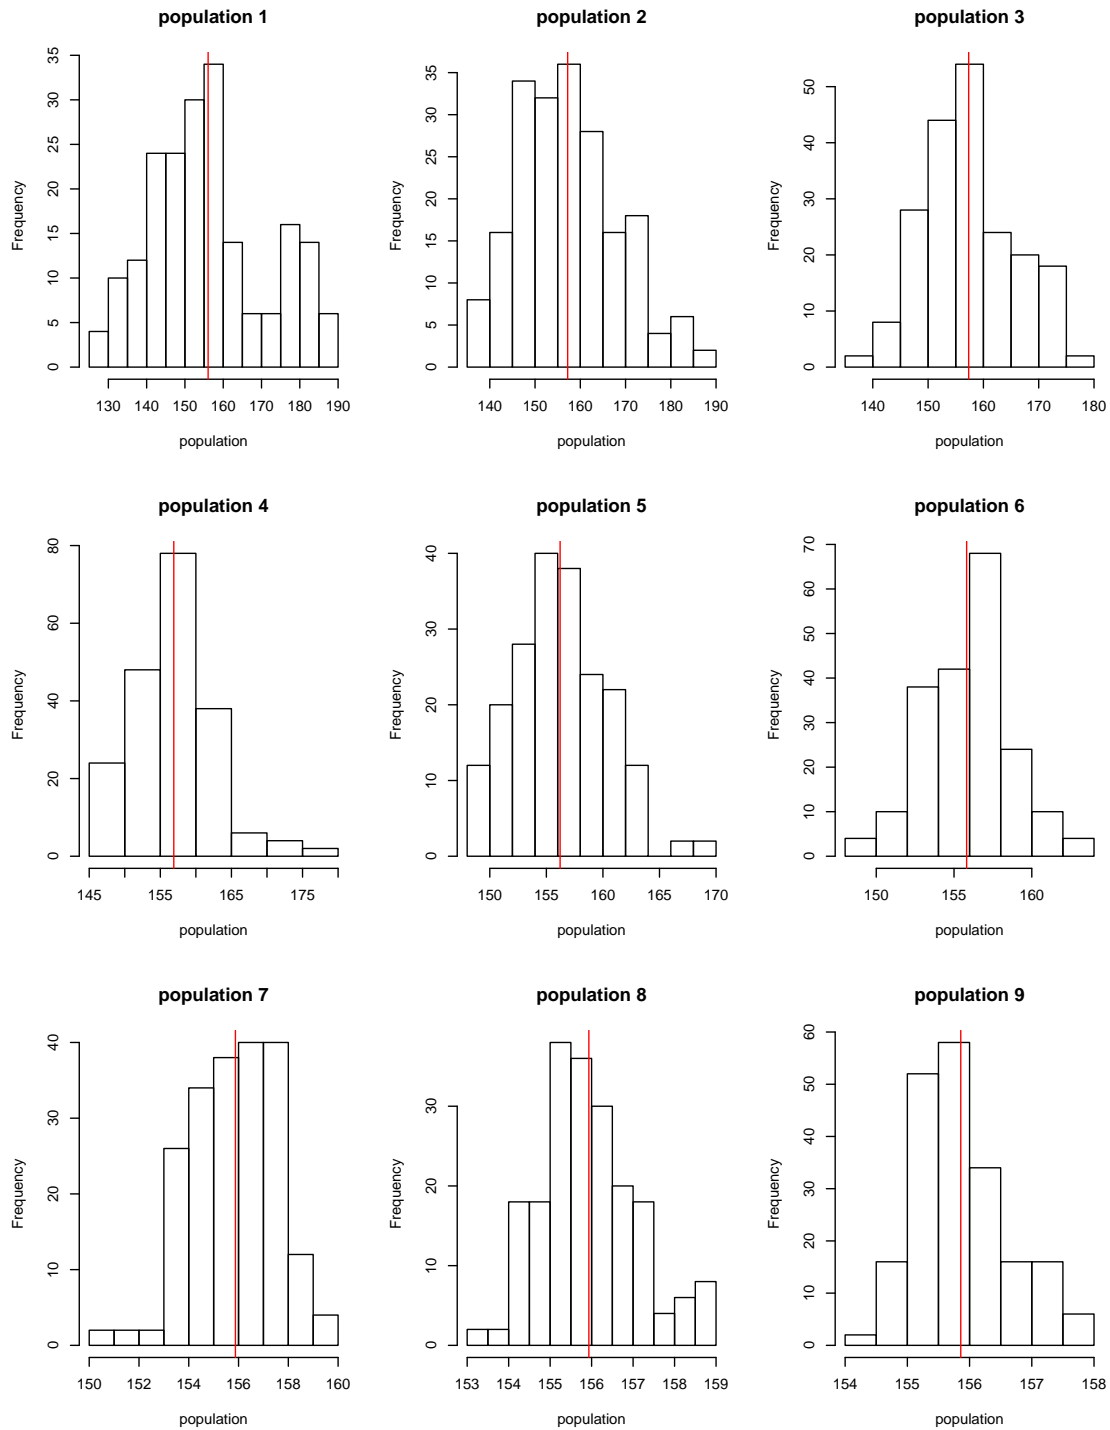 population 1
population 2
population 3
Frequency
0 5 10 15 20 25 30 35
130 140 150 160 170 180 190
population
Frequency
0 5 10 15 20 25 30 35
140 150 160 170 180 190
population
Frequency
0 10 20 30 40 50
140 150 160 170 180
population
population 4
population 5
population 6
Frequency
0 20 40 60 80
145 155 165 175
population
Frequency
0 10 20 30 40
150 155 160 165 170
population
Frequency
0 10 20 30 40 50 60 70
150 155 160
population
population 7
population 8
population 9
Frequency
0 10 20 30 40
150 152 154 156 158 160
population
Frequency
0 10 20 30
153 154 155 156 157 158 159
population
Frequency
0 10 20 30 40 50 60
154 155 156 157 158
population